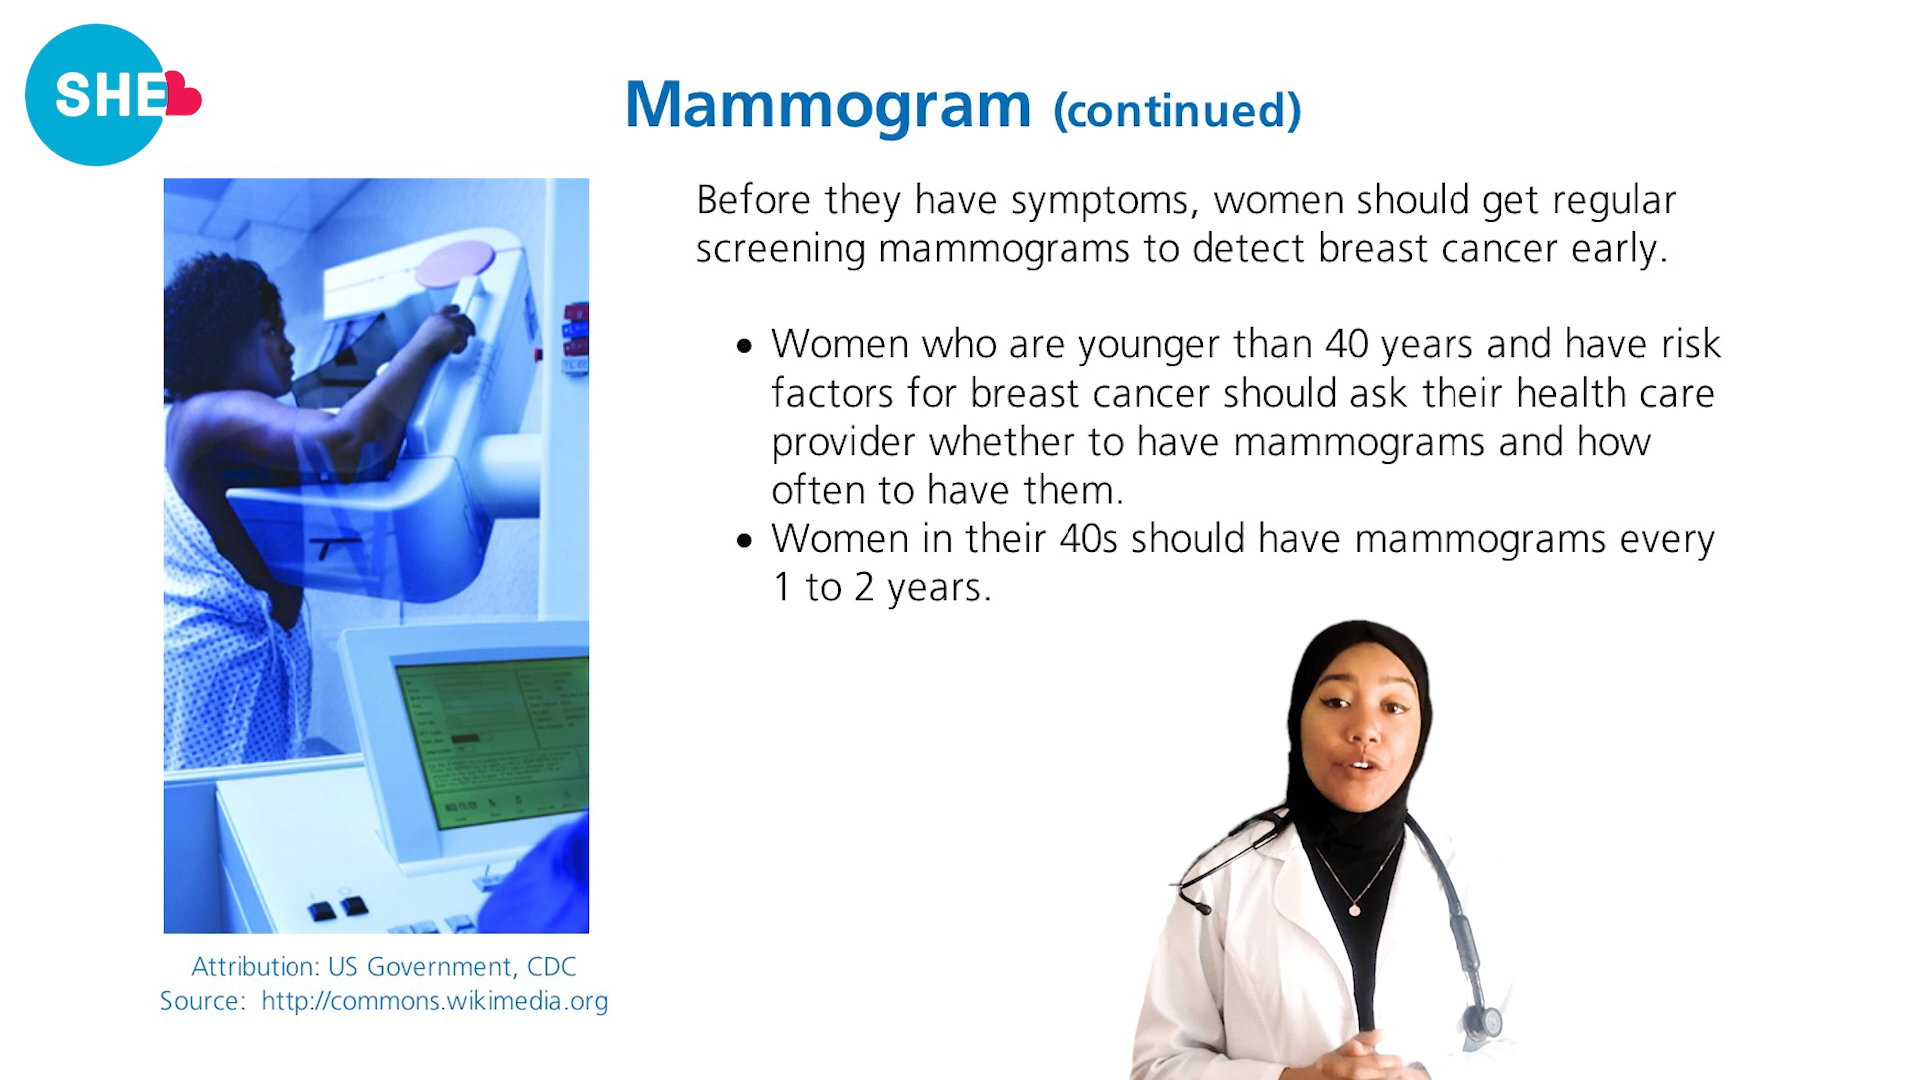 SHE
Mammogram (continued)
Before they have symptoms, women should get regular
screening mammograms to detect breast cancer early.
• Women who are younger than 40 years and have risk
factors for breast cancer should ask their health care
provider whether to have mammograms and how
often to have them.
• Women in their 40s should have mammograms every
1 to 2 years.
Attribution: US Government, CDC
Source: http://commons.wikimedia.org